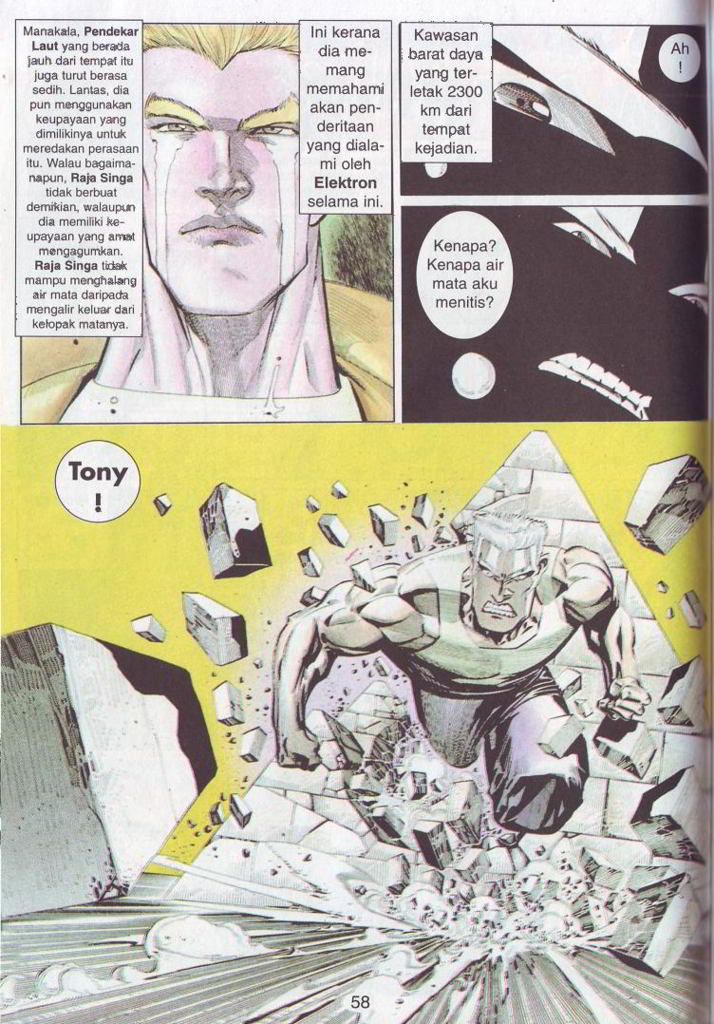 Manakala, Pendekar
Laut yang berada
jauh dari tempat itu
juga turut berasa
sedih. Lantas, dia
pun menggunakan
keupayaan yang
dimilikinya untuk
meredakan perasaan
itu. Walau bagaima-
manapun, Raja Singa
tidak berbuat
demikian, walaupun
dia memiliki ke-
upayaan yang amat
mengagumkan.
Raja Singa tidak
mampu menghalang
air mata daripada
mengalir keluar dari
kelopak matanya.
Ini kerana
dia me-
mang
memahami
akan pen-
deritaan
yang diala-
mi oleh
Elektron
selama ini.
Kawasan
barat daya
yang ter-
letak 2300
km dari
tempat
kejadian.
Ah
!
Kenapa?
Kenapa air
mata aku
menitis?
Tony
!
58